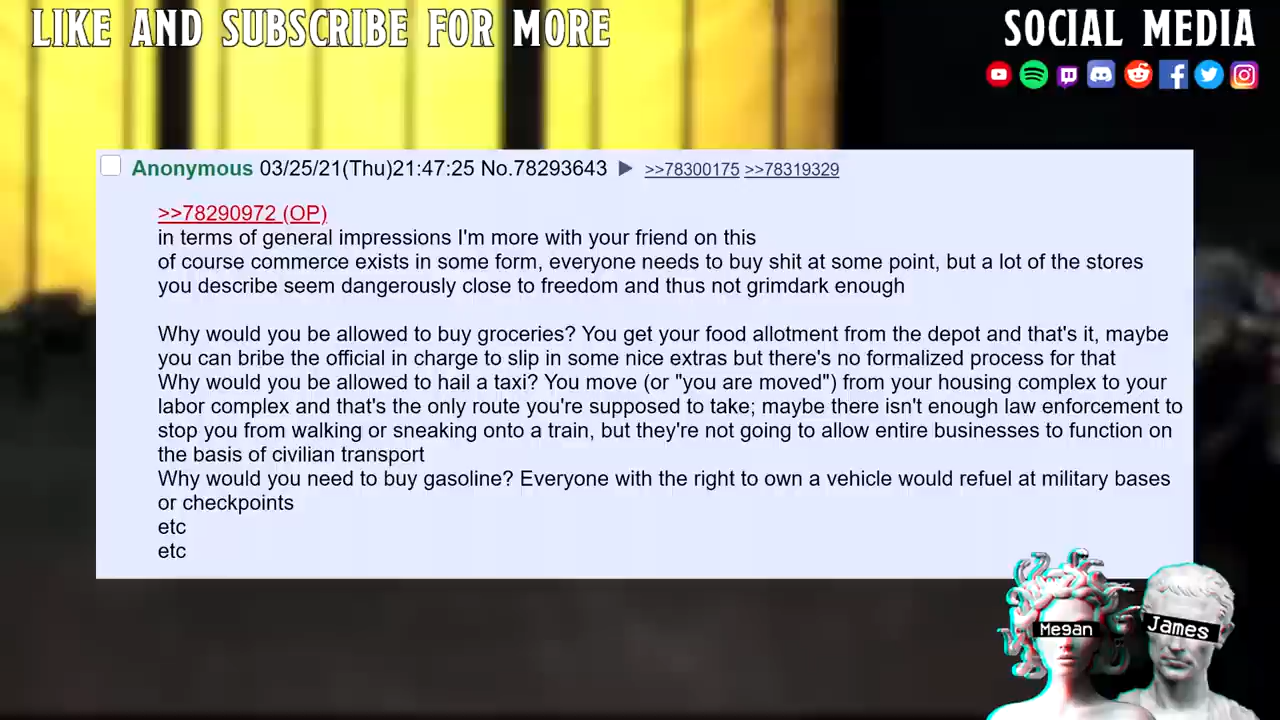 LIKE AND SUBSCRIBE FOR MORE
SOCIAL MEDIA
Anonymous 03/25/21(Thu)21:47:25 No.78293643 ▶ >>78300175 >>78319329
>>78290972 (OP)
in terms of general impressions I'm more with your friend on this
of course commerce exists in some form, everyone needs to buy shit at some point, but a lot of the stores
you describe seem dangerously close to freedom and thus not grimdark enough
Why would you be allowed to buy groceries? You get your food allotment from the depot and that's it, maybe
you can bribe the official in charge to slip in some nice extras but there's no formalized process for that
Why would you be allowed to hail a taxi? You move (or "you are moved") from your housing complex to your
labor complex and that's the only route you're supposed to take; maybe there isn't enough law enforcement to
stop you from walking or sneaking onto a train, but they're not going to allow entire businesses to function on
the basis of civilian transport
Why would you need to buy gasoline? Everyone with the right to own a vehicle would refuel at military bases
or checkpoints
etc
etc
Megan
James